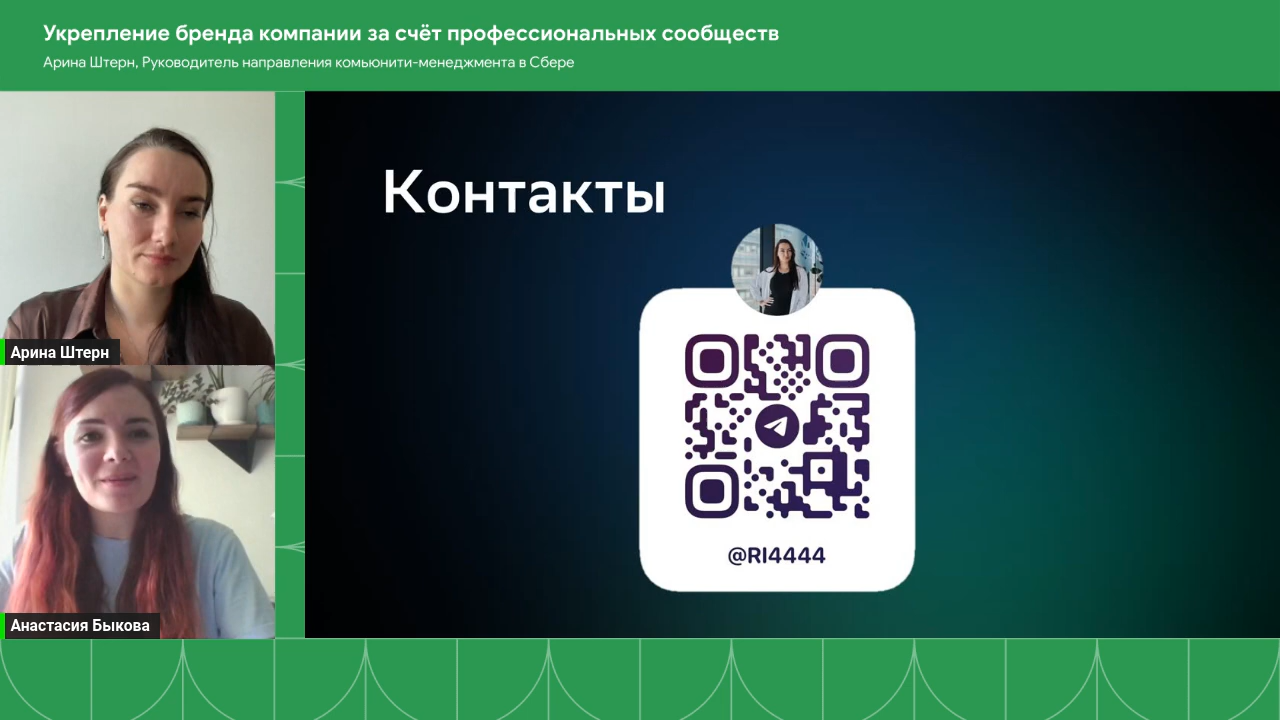 Укрепление бренда компании за счёт профессиональных сообществ
Арина Штерн, Руководитель направления комьюнити-менеджмента в Сбере
Контакты
@RI4444
Арина Штерн
Анастасия Быкова